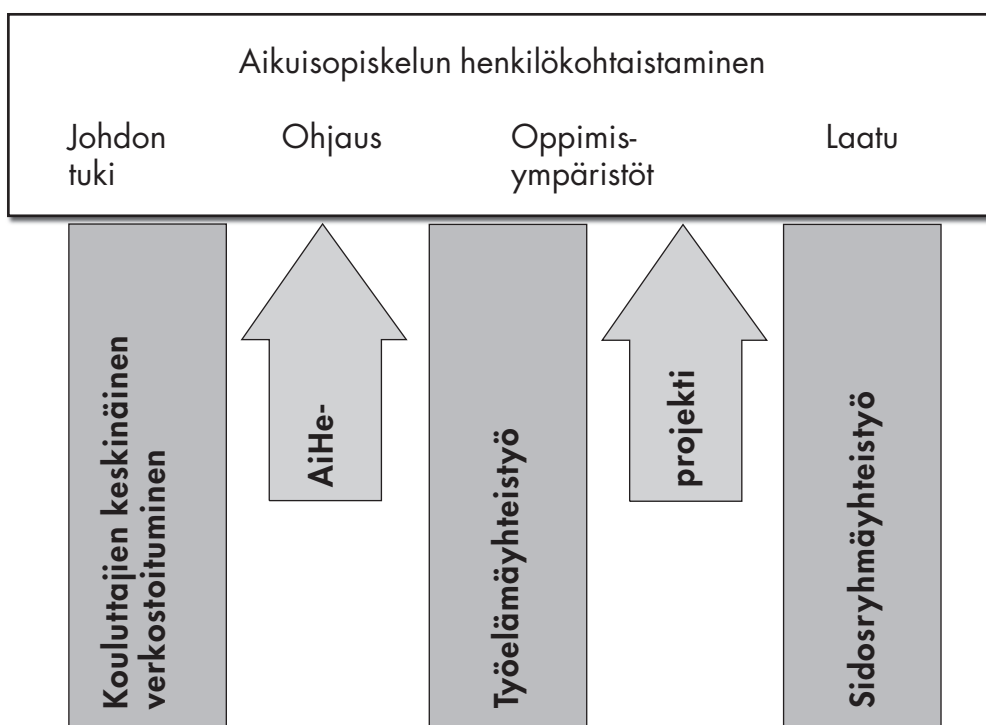 Aikuisopiskelun henkilökohtaistaminen
Johdon
tuki
Ohjaus
Oppimis-
ympäristöt
Laatu
Kouluttajien keskinäinen
verkostoituminen
AiHe-
Työelämäyhteistyö
projekti
Sidosryhmäyhteistyö